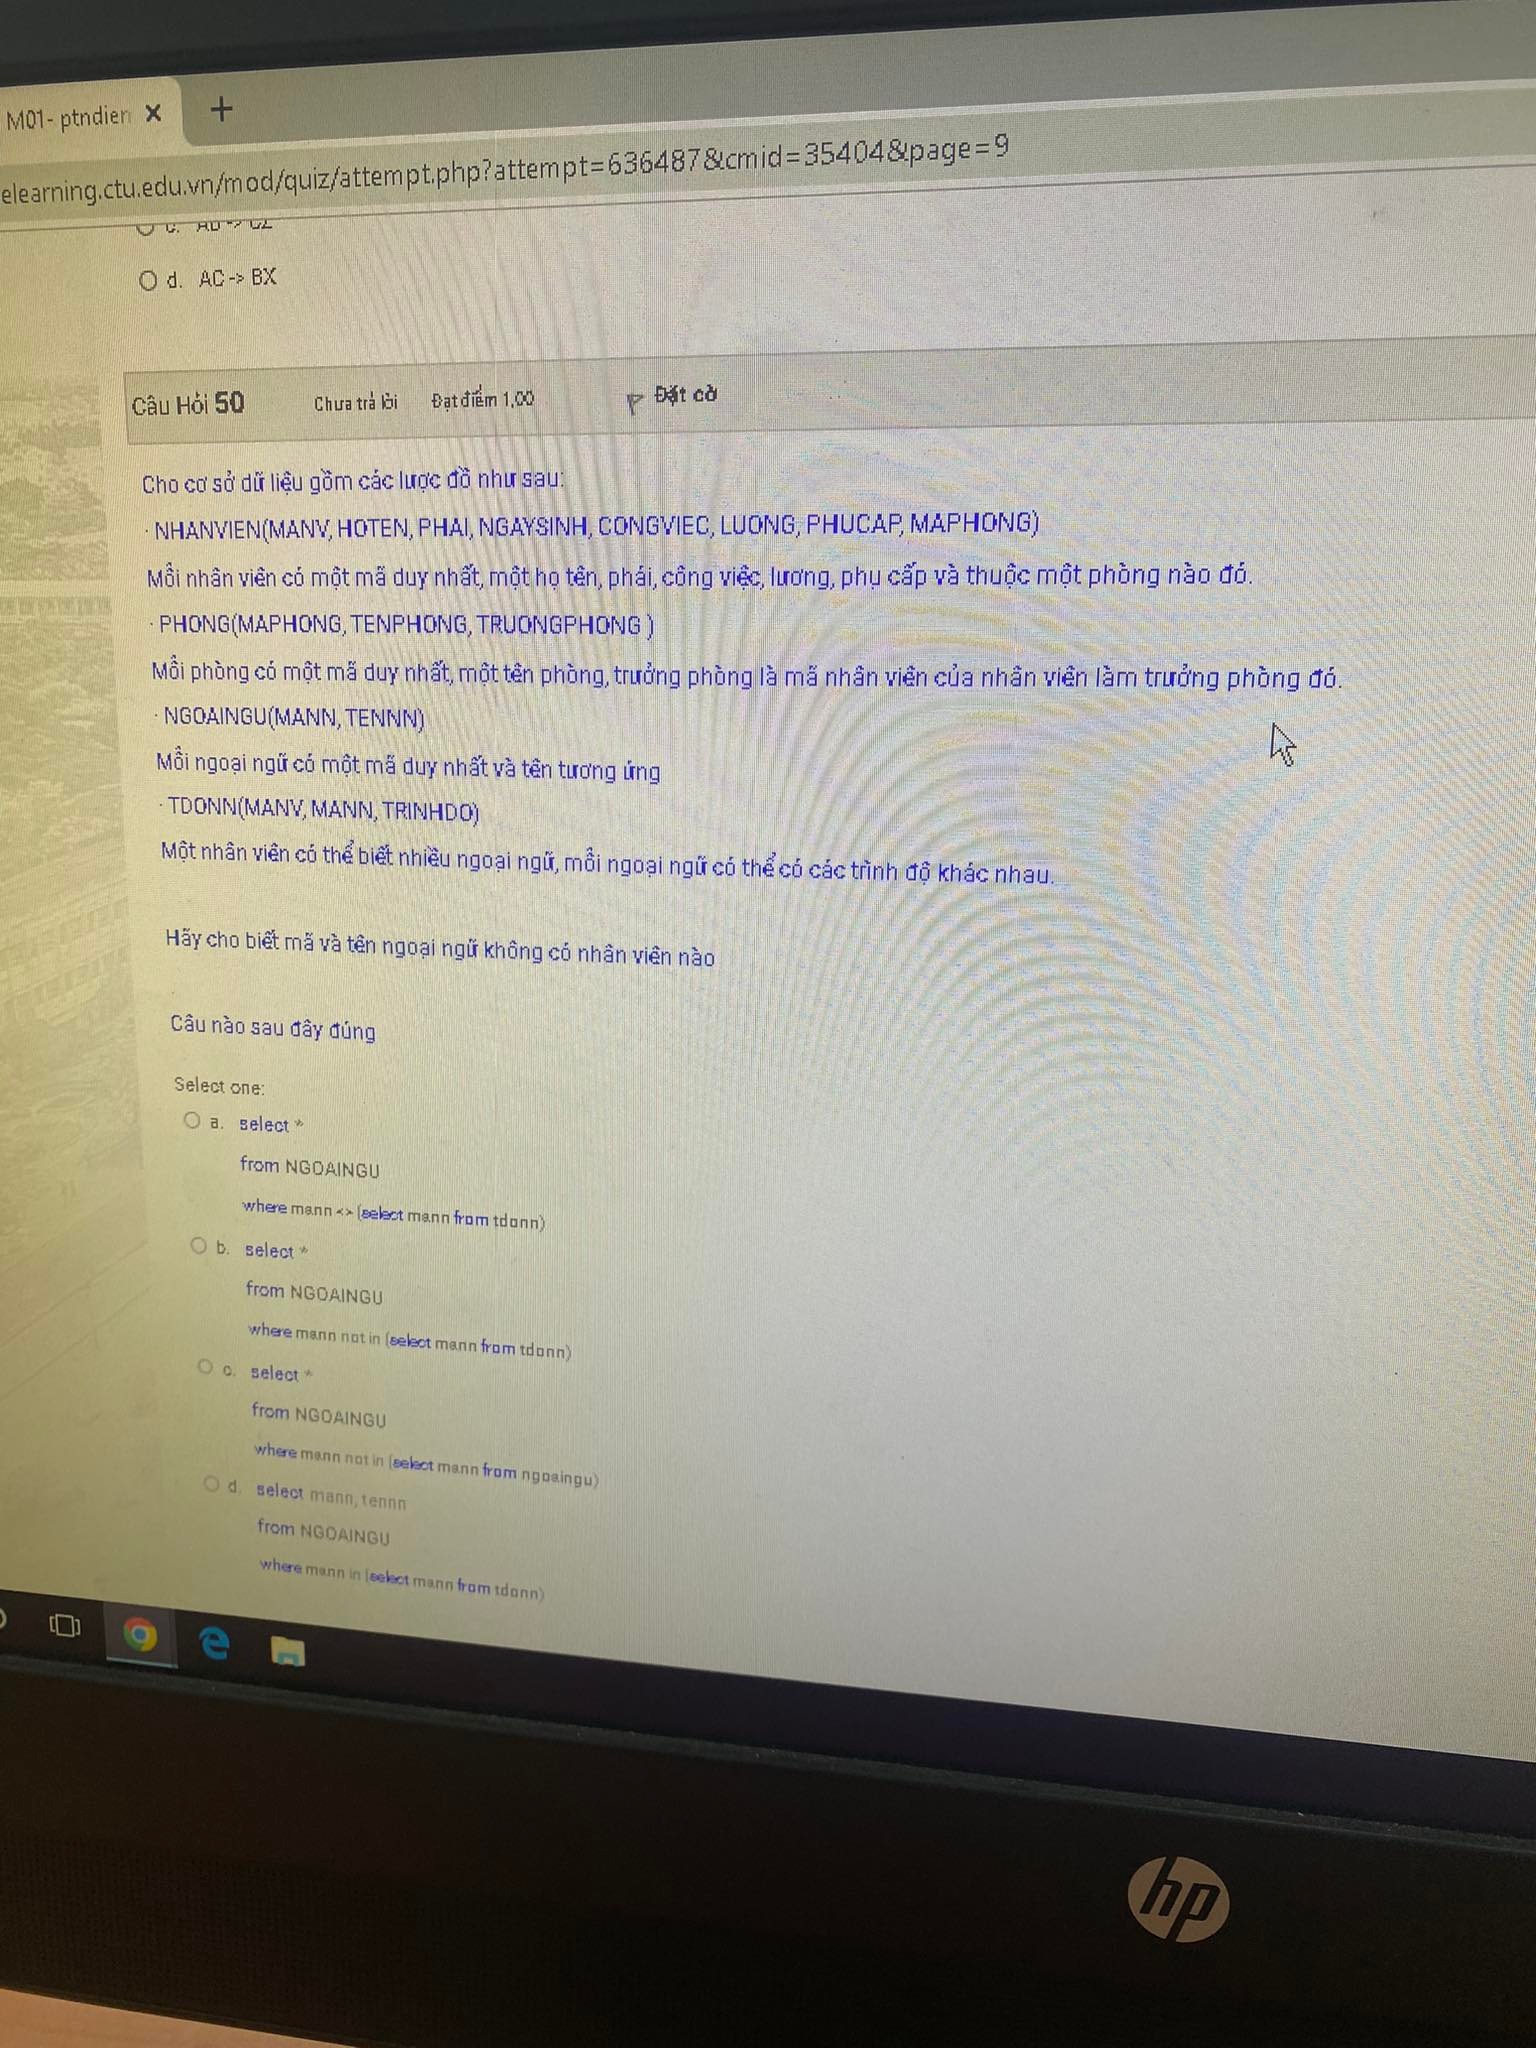 M01- ptndien
elearning.ctu.edu.vn/mod/quiz/attempt.php?attempt=636487&cmid=35404&page=9
d. AC -> BX
Câu Hỏi 50 Chưa trả lời Đạt điểm 1,00 Đặt cờ
Cho cơ sở dữ liệu gồm các lược đồ như sau:
· NHANVIEN(MANV, HOTEN, PHAI, NGAYSINH, CONGVIEC, LUONG, PHUCAP, MAPHONG)
Mỗi nhân viên có một mã duy nhất, một họ tên, phái, công việc, lương, phụ cấp và thuộc một phòng nào đó.
· PHONG(MAPHONG, TENPHONG, TRUONGPHONG )
Mỗi phòng có một mã duy nhất, một tên phòng, trưởng phòng là mã nhân viên của nhân viên làm trưởng phòng đó.
· NGOAINGU(MANN, TENNN)
Mỗi ngoại ngữ có một mã duy nhất và tên tương ứng
· TDONN(MANV, MANN, TRINHDO)
Một nhân viên có thể biết nhiều ngoại ngữ, mỗi ngoại ngữ có thể có các trình độ khác nhau.
Hãy cho biết mã và tên ngoại ngữ không có nhân viên nào
Câu nào sau đây đúng
Select one:
a. select *
from NGOAINGU
where mann <> (select mann from tdonn)
b. select *
from NGOAINGU
where mann not in (select mann from tdonn)
c. select *
from NGOAINGU
where mann not in (select mann from ngoaingu)
d. select mann, tennn
from NGOAINGU
where mann in (select mann from tdonn)
hp